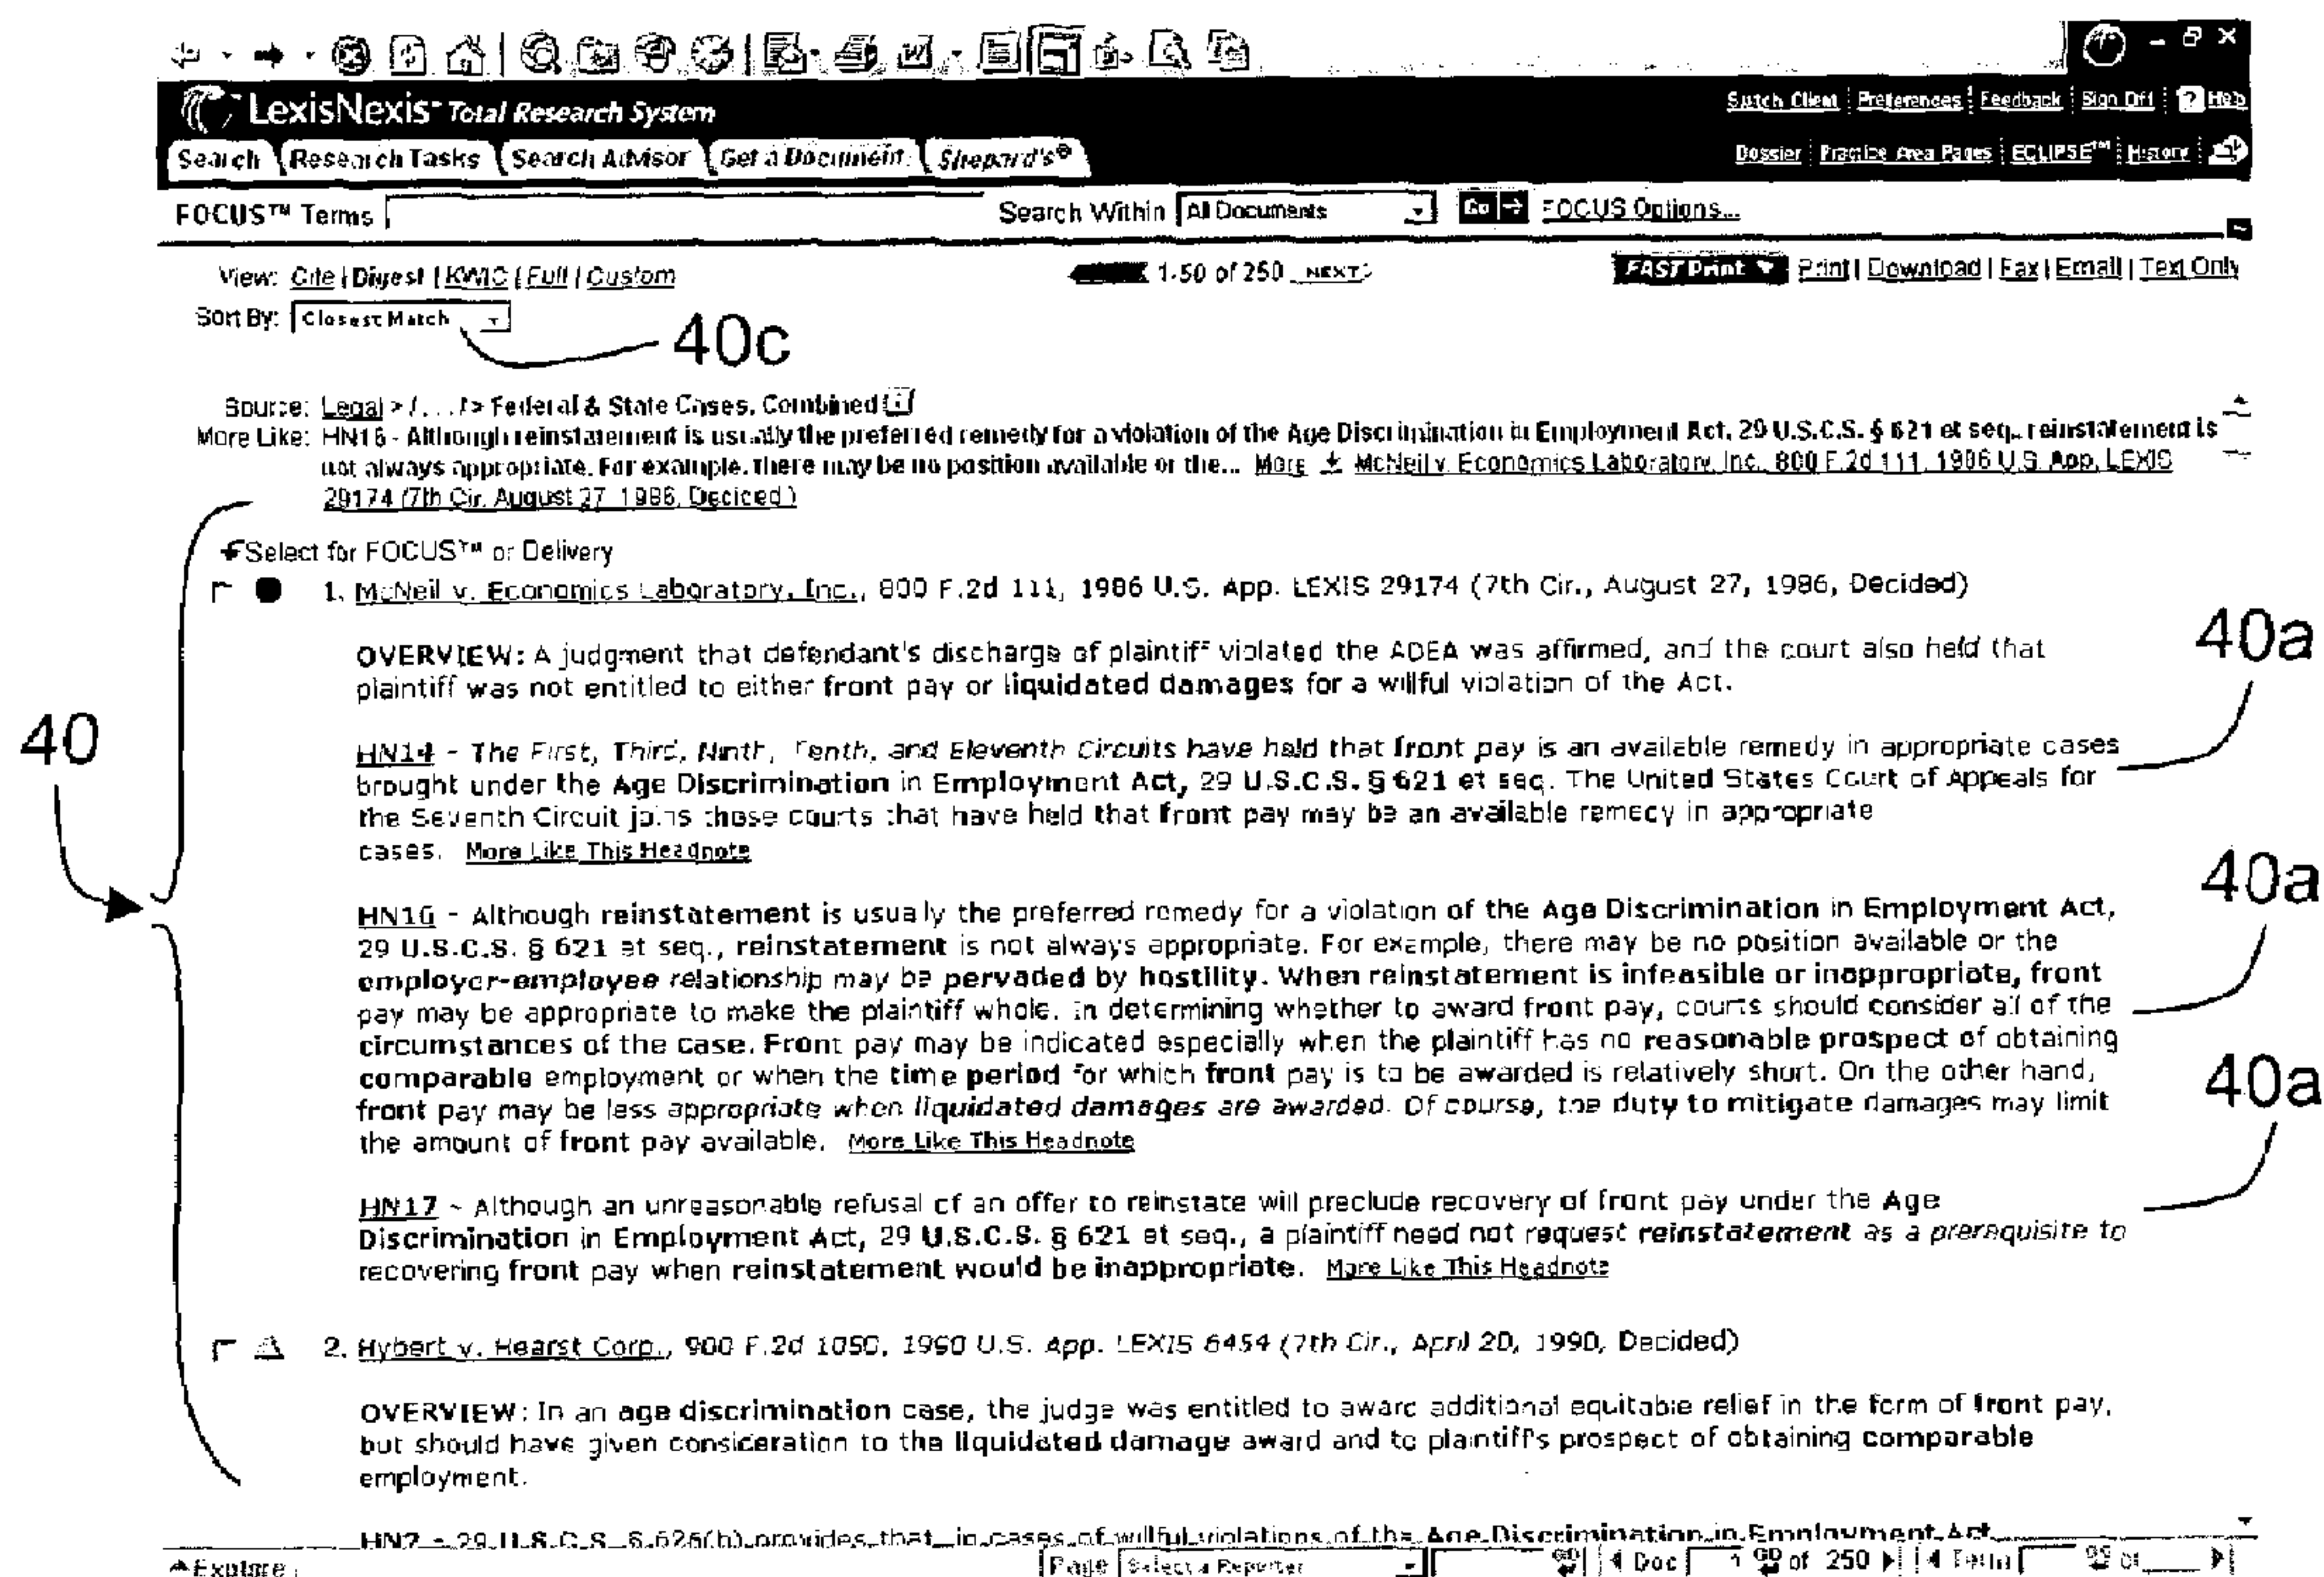 LexisNexis™ Total Research System
Switch Client | Preferences | Feedback | Sign Off | ? Help
Search Research Tasks Search Advisor Get a Document Shepard's®
Dossier | Practice Area Pages | ECLIPSE™ | History
FOCUS™ Terms Search Within All Documents Go → FOCUS Options...
View: Cite | Digest | KWIC | Full | Custom 1-50 of 250 NEXT FAST Print Print | Download | Fax | Email | Text Only
Sort By: Closest Match
40c
Source: Legal > /. . ./> Federal & State Cases, Combined
More Like: HN16 - Although reinstatement is usually the preferred remedy for a violation of the Age Discrimination in Employment Act, 29 U.S.C.S. § 621 et seq., reinstatement is
not always appropriate. For example, there may be no position available or the... More McNeil v. Economics Laboratory, Inc., 800 F.2d 111, 1986 U.S. App. LEXIS
29174 (7th Cir. August 27, 1986, Decided)
Select for FOCUS™ or Delivery
1. McNeil v. Economics Laboratory, Inc., 800 F.2d 111, 1986 U.S. App. LEXIS 29174 (7th Cir., August 27, 1986, Decided)
40a
OVERVIEW: A judgment that defendant's discharge of plaintiff violated the ADEA was affirmed, and the court also held that
plaintiff was not entitled to either front pay or liquidated damages for a willful violation of the Act.
40
HN14 - The First, Third, Ninth, Tenth, and Eleventh Circuits have held that front pay is an available remedy in appropriate cases
brought under the Age Discrimination in Employment Act, 29 U.S.C.S. § 621 et seq. The United States Court of Appeals for
the Seventh Circuit joins those courts that have held that front pay may be an available remedy in appropriate
cases. More Like This Headnote
40a
HN16 - Although reinstatement is usually the preferred remedy for a violation of the Age Discrimination in Employment Act,
29 U.S.C.S. § 621 et seq., reinstatement is not always appropriate. For example, there may be no position available or the
employer-employee relationship may be pervaded by hostility. When reinstatement is infeasible or inappropriate, front
pay may be appropriate to make the plaintiff whole. In determining whether to award front pay, courts should consider all of the
circumstances of the case. Front pay may be indicated especially when the plaintiff has no reasonable prospect of obtaining
comparable employment or when the time period for which front pay is to be awarded is relatively short. On the other hand,
front pay may be less appropriate when liquidated damages are awarded. Of course, the duty to mitigate damages may limit
the amount of front pay available. More Like This Headnote
40a
HN17 - Although an unreasonable refusal of an offer to reinstate will preclude recovery of front pay under the Age
Discrimination in Employment Act, 29 U.S.C.S. § 621 et seq., a plaintiff need not request reinstatement as a prerequisite to
recovering front pay when reinstatement would be inappropriate. More Like This Headnote
2. Hybert v. Hearst Corp., 900 F.2d 1050, 1990 U.S. App. LEXIS 6454 (7th Cir., April 20, 1990, Decided)
OVERVIEW: In an age discrimination case, the judge was entitled to award additional equitable relief in the form of front pay,
but should have given consideration to the liquidated damage award and to plaintiff's prospect of obtaining comparable
employment.
HN2 - 29 U.S.C.S. § 626(b) provides that in cases of willful violations of the Age Discrimination in Employment Act
Explore Page Select a Reporter go Doc 1 go of 250 Term go of